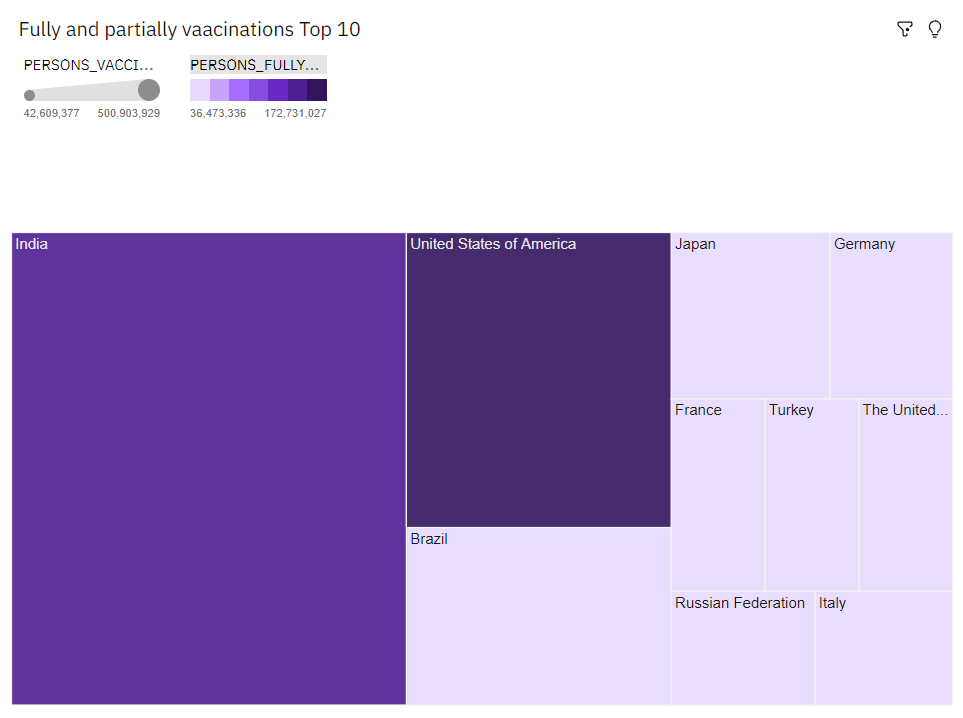 Fully and partially vaacinations Top 10
PERSONS_VACCI...
PERSONS_FULLY...
42,609,377
500,903,929
36,473,336
172,731,027
India
United States of America
Japan
Germany
France
Turkey
The United...
Brazil
Russian Federation
Italy